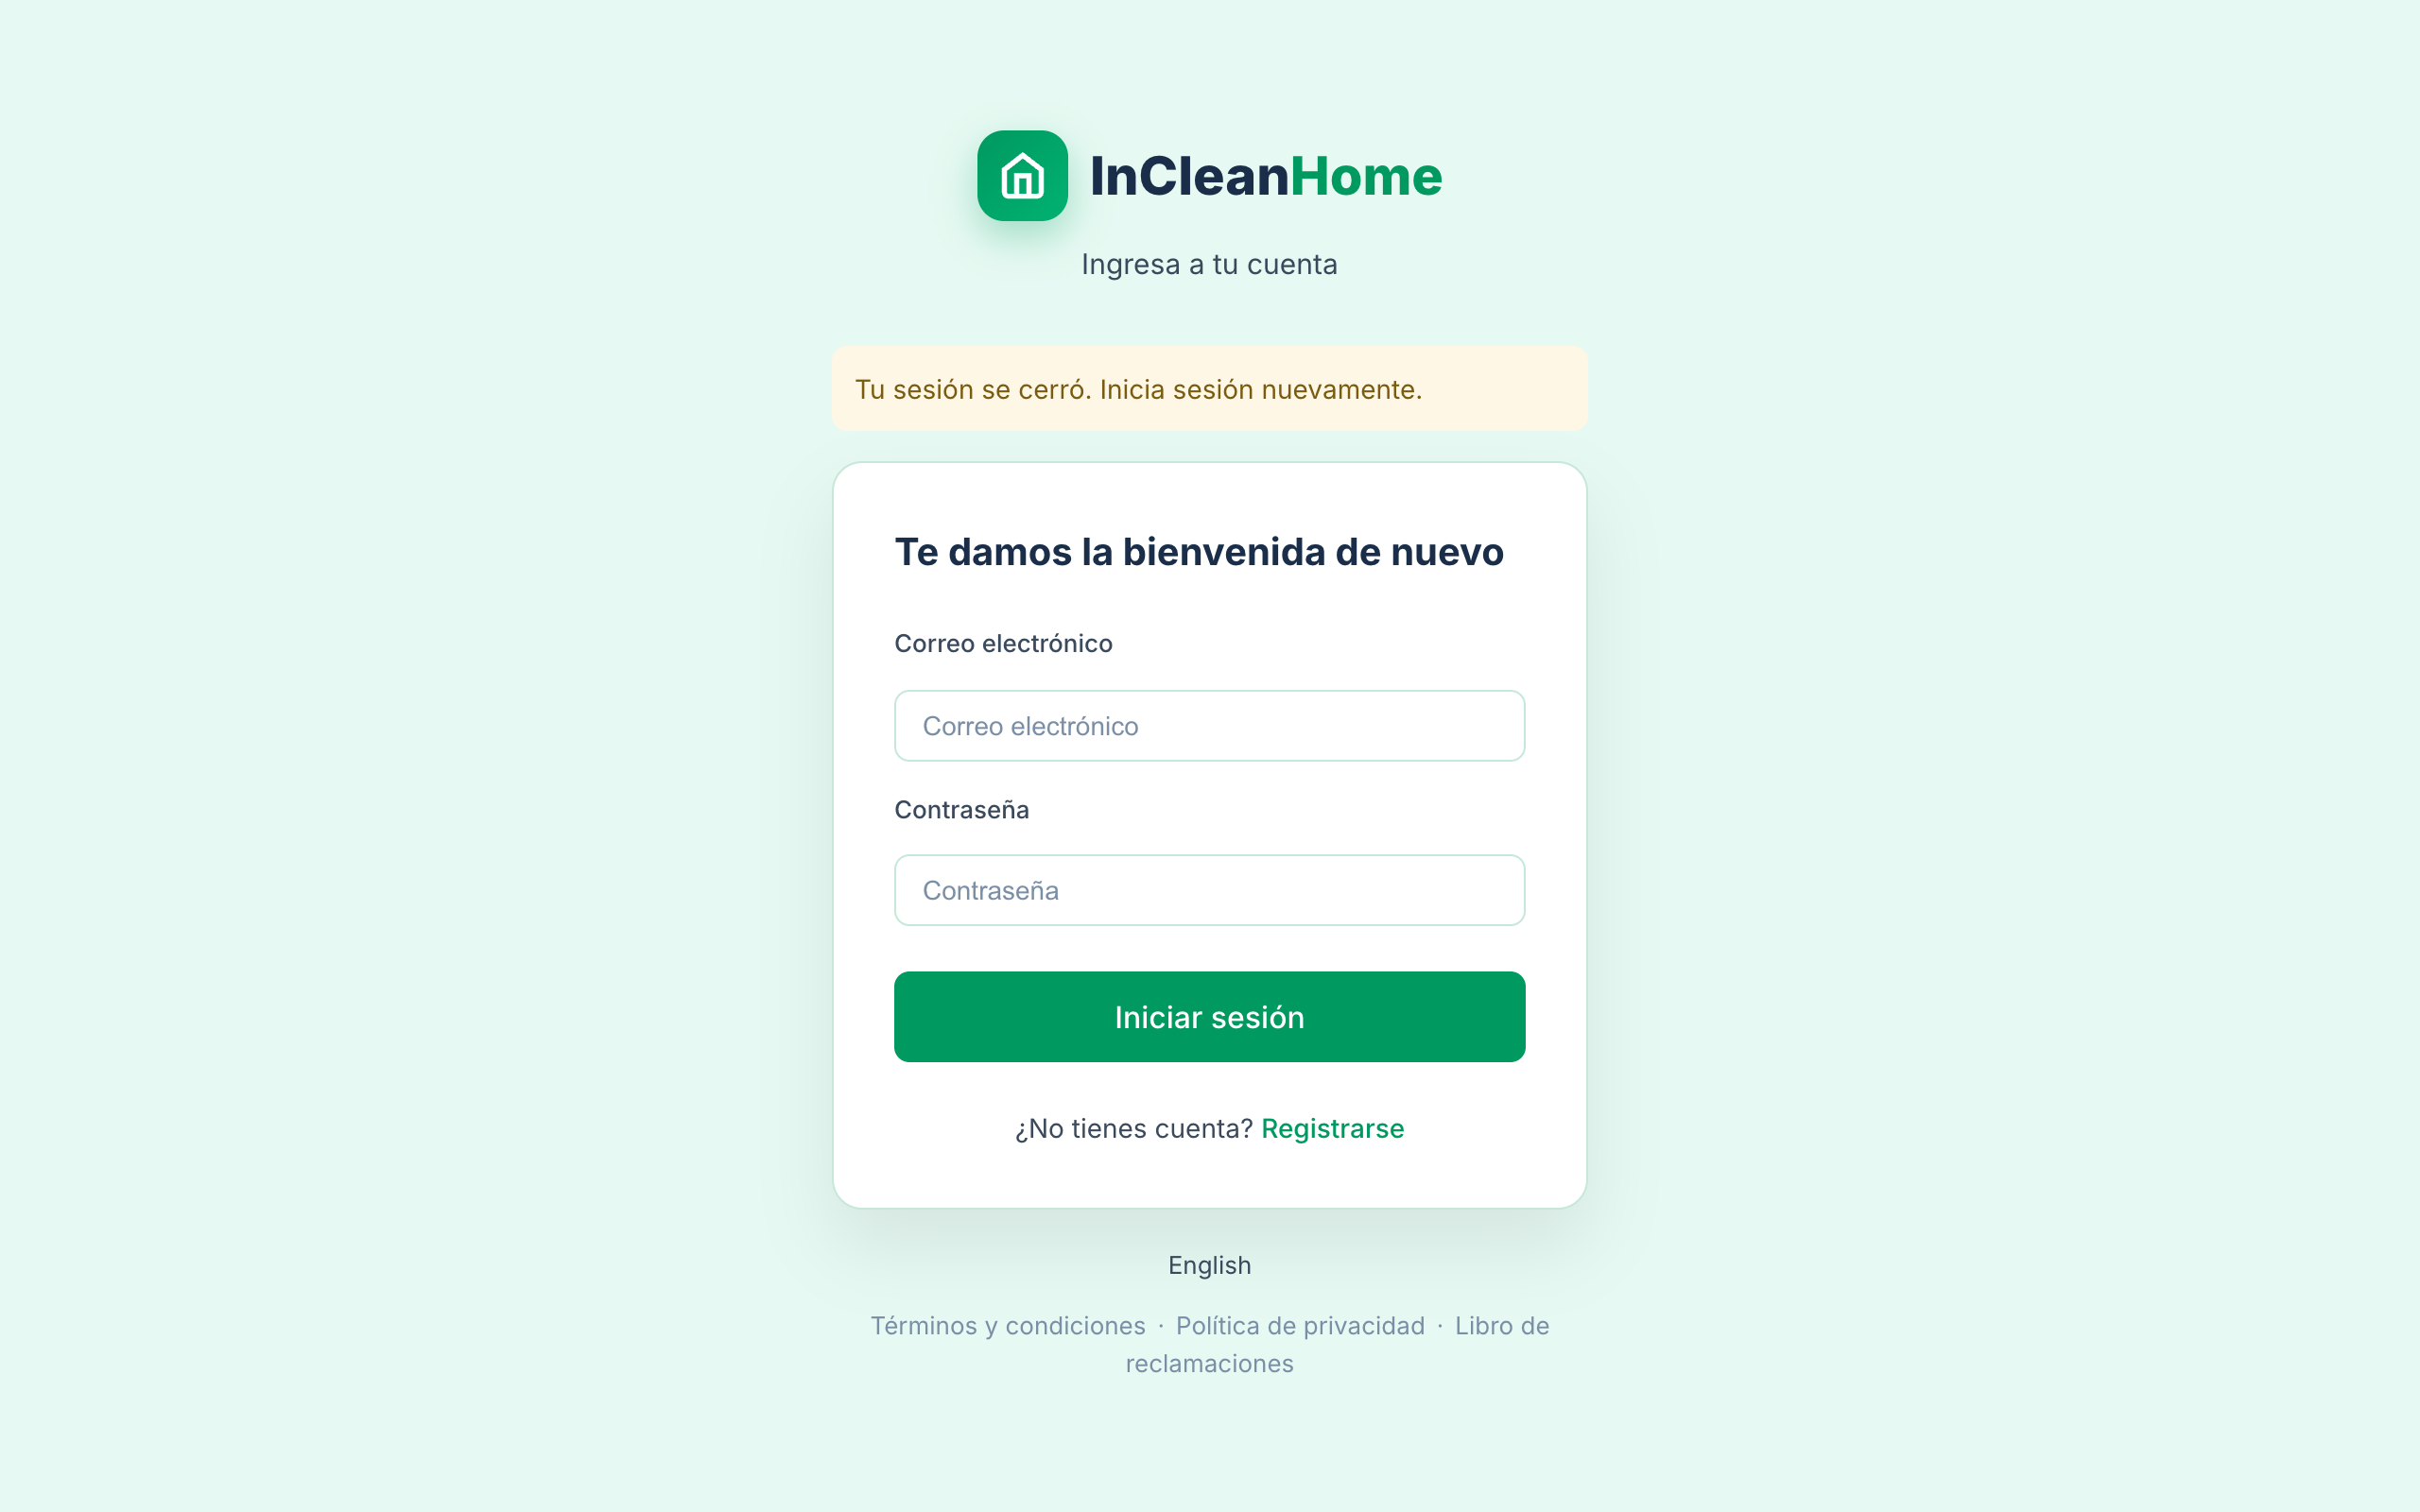 InCleanHome
Ingresa a tu cuenta
Tu sesión se cerró. Inicia sesión nuevamente.
Te damos la bienvenida de nuevo
Correo electrónico
Correo electrónico
Contraseña
Contraseña
Iniciar sesión
¿No tienes cuenta? Registrarse
English
Términos y condiciones · Política de privacidad · Libro de
reclamaciones